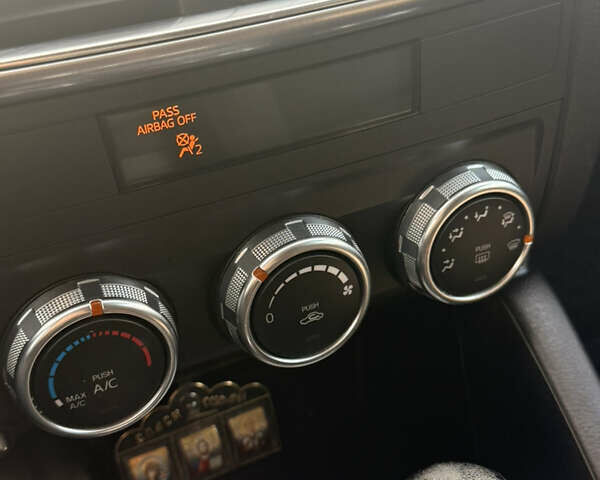 PASS
AIRBAG OFF
2
PUSH
PUSH
0
PUSH
A/C
MAX
A/C